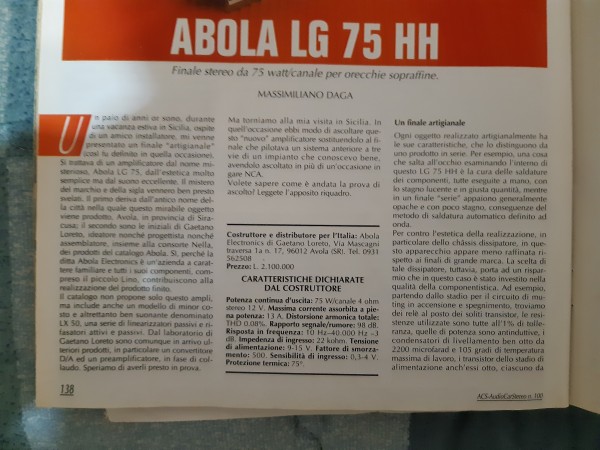 ABOLA LG 75 HH
Finale stereo da 75 watt/canale per orecchie sopraffine.
MASSIMILIANO DAGA
Un paio di anni or sono, durante
una vacanza estiva in Sicilia, ospite
di un amico installatore, mi venne
presentato un finale "artigianale"
(così fu definito in quella occasione).
Si trattava di un amplificatore dal nome mi-
sterioso, Abola LG 75, dall'estetica molto
semplice ma dal suono eccellente. Il mistero
del marchio e della sigla vennero ben presto
svelati. Il primo deriva dall'antico nome del-
la città nella quale questo mirabile oggetto
viene prodotto, Avola, in provincia di Sira-
cusa; il secondo sono le iniziali di Gaetano
Loreto, ideatore nonché progettista nonché
assemblatore, insieme alla consorte Nella,
dei prodotti del catalogo Abola. Sì, perché la
ditta Abola Electronics è un'azienda a carat-
tere familiare e tutti i suoi componenti, com-
preso il piccolo Lino, contribuiscono alla
realizzazione del prodotto finito.
Il catalogo non propone solo questo ampli,
ma include anche un modello di minor co-
sto e altrettanto ben suonante denominato
LX 50, una serie di linearizzatori passivi e ri-
fasatori attivi e passivi. Dal laboratorio di
Gaetano Loreto sono comunque in arrivo ul-
teriori prodotti, in particolare un convertitore
D/A ed un preamplificatore, in fase di col-
laudo. Speriamo di averli presto in prova.
Ma torniamo alla mia visita in Sicilia. In
quell'occasione ebbi modo di ascoltare que-
sto "nuovo" amplificatore sostituendolo al fi-
nale che pilotava un sistema anteriore a tre
vie di un impianto che conoscevo bene,
avendolo ascoltato in più di un'occasione in
gare NCA.
Volete sapere come è andata la prova di
ascolto? Leggete l'apposito riquadro.
Costruttore e distributore per l'Italia: Abola
Electronics di Gaetano Loreto, Via Mascagni
traversa 1a n. 17, 96012 Avola (SR). Tel. 0931
562508
Prezzo: L. 2.100.000
CARATTERISTICHE DICHIARATE
DAL COSTRUTTORE
Potenza continua d'uscita: 75 W/canale 4 ohm
stereo 12 V. Massima corrente assorbita a pie-
na potenza: 13 A. Distorsione armonica totale:
THD 0.08%. Rapporto segnale/rumore: 98 dB.
Risposta in frequenza: 10 Hz-40.000 Hz -3
dB. Impedenza di ingresso: 22 kohm. Tensione
di alimentazione: 9-15 V. Fattore di smorza-
mento: 500. Sensibilità di ingresso: 0,3-4 V.
Protezione termica: 75°.
Un finale artigianale
Ogni oggetto realizzato artigianalmente ha
le sue caratteristiche, che lo distinguono da
uno prodotto in serie. Per esempio, una cosa
che salta all'occhio esaminando l'interno di
questo LG 75 HH è la cura delle saldature
dei componenti, tutte eseguite a mano, con
lo stagno lucente e in giusta quantità, mentre
in un finale "serie" appaiono generalmente
opache e con poco stagno, conseguenze del
metodo di saldatura automatico definito ad
onda.
Per contro l'estetica della realizzazione, in
particolare dello châssis dissipatore, in que-
sto apparecchio appare meno raffinata ri-
spetto ai finali di grande marca. La scelta di
tale dissipatore, tuttavia, porta ad un rispar-
mio che in questo caso è stato investito nella
qualità della componentistica. Ad esempio,
partendo dallo stadio per il circuito di mu-
ting in accensione e spegnimento, troviamo
dei relè al posto dei soliti transistor, le resi-
stenze utilizzate sono tutte all'1% di tolle-
ranza, quelle di potenza sono antinduttive, i
condensatori di livellamento ben otto da
2200 microfarad e 105 gradi di temperatura
massima di lavoro, i transistor dello stadio di
alimentazione anch'essi otto, ciascuno da
138
ACS-AudioCarStereo n. 100